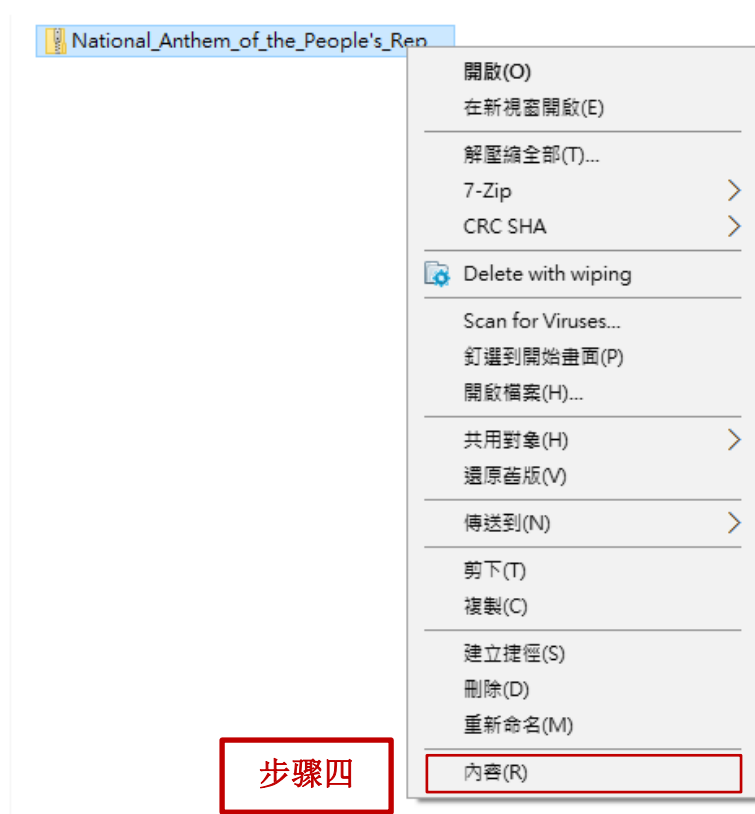 National_Anthem_of_the_People's_Rep
開啟(O)
在新視窗開啟(E)
解壓縮全部(T)...
7-Zip
CRC SHA
Delete with wiping
Scan for Viruses...
釘選到開始畫面(P)
開啟檔案(H)...
共用對象(H)
還原舊版(V)
傳送到(N)
剪下(T)
複製(C)
建立捷徑(S)
刪除(D)
重新命名(M)
步骤四
內容(R)